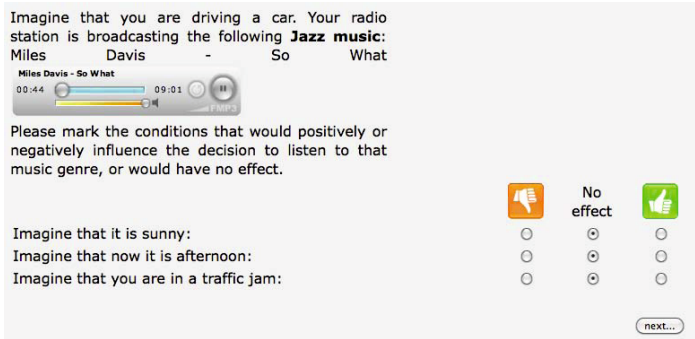 Imagine that you are driving a car. Your radio
station is broadcasting the following Jazz music:
Miles Davis - So What
Miles Davis - So What
00:44 09:01
FMP3
Please mark the conditions that would positively or
negatively influence the decision to listen to that
music genre, or would have no effect.
No
effect
Imagine that it is sunny:
Imagine that now it is afternoon:
Imagine that you are in a traffic jam:
next...